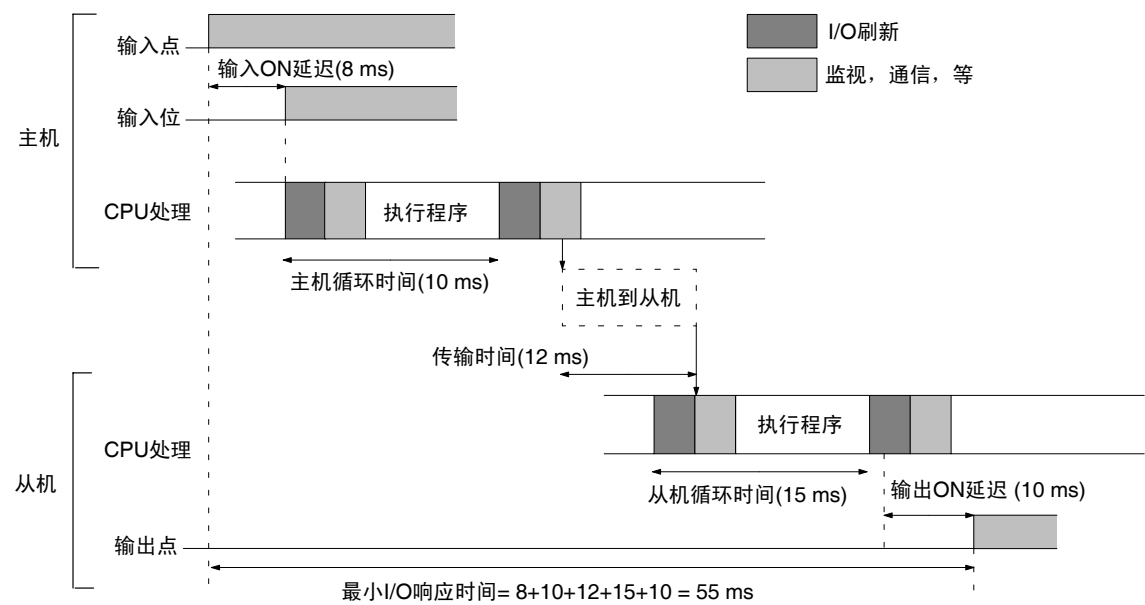 I/O刷新
监视，通信，等
主机
输入点
输入ON延迟(8 ms)
输入位
CPU处理
执行程序
主机循环时间(10 ms)
主机到从机
传输时间(12 ms)
从机
CPU处理
执行程序
从机循环时间(15 ms)
输出ON延迟 (10 ms)
输出点
最小I/O响应时间= 8+10+12+15+10 = 55 ms